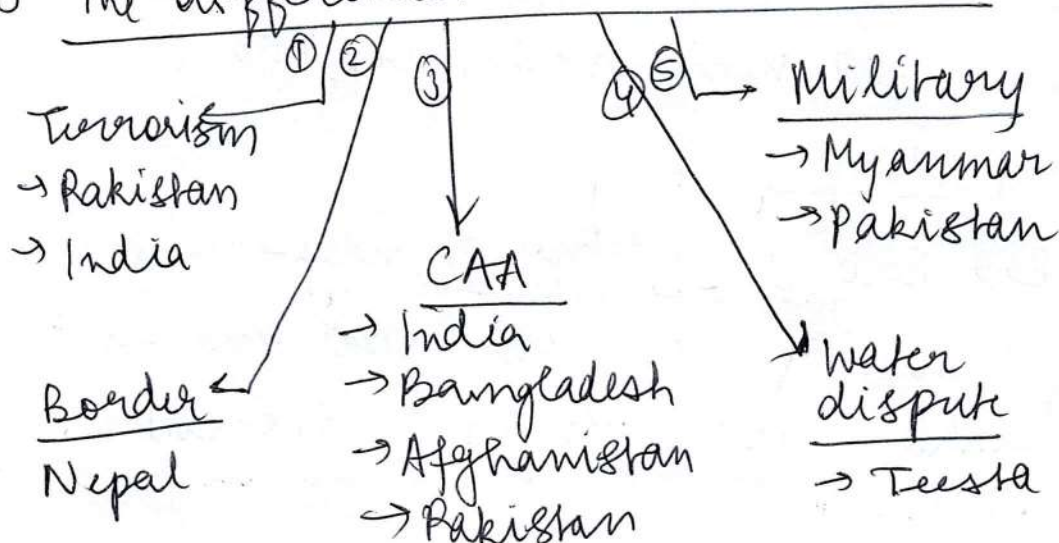 The
① ② ③ ④ ⑤
Terrorism
→ Pakistan
→ India
Border
Nepal
CAA
→ India
→ Bangladesh
→ Afghanistan
→ Pakistan
Water
dispute
→ Teesta
Military
→ Myanmar
→ Pakistan